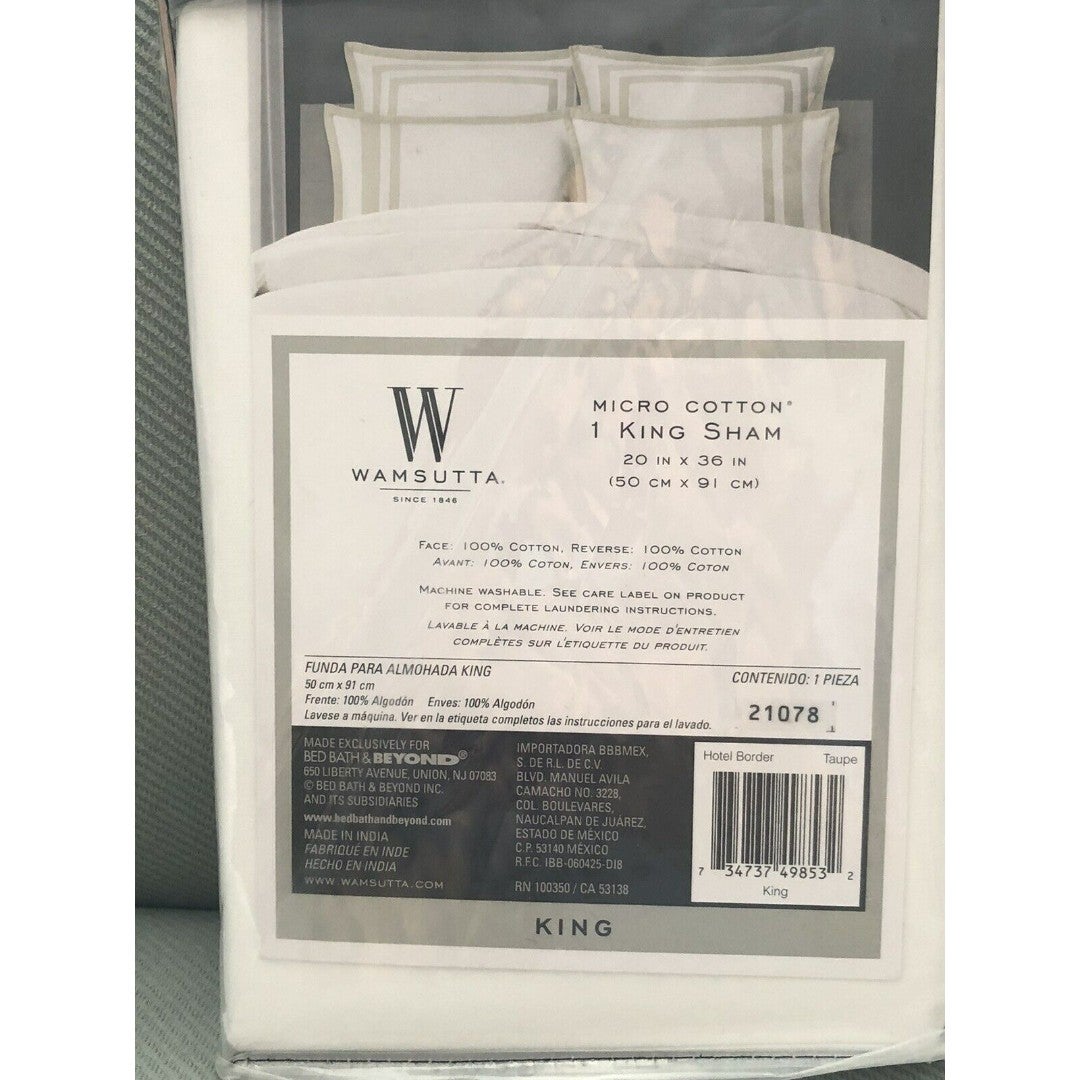 W
WAMSUTTA®
SINCE 1846
MICRO COTTON®
1 KING SHAM
20 IN X 36 IN
(50 CM X 91 CM)
FACE: 100% COTTON, REVERSE: 100% COTTON
AVANT: 100% COTON, ENVERS: 100% COTON
MACHINE WASHABLE. SEE CARE LABEL ON PRODUCT
FOR COMPLETE LAUNDERING INSTRUCTIONS.
LAVABLE À LA MACHINE. VOIR LE MODE D'ENTRETIEN
COMPLÈTES SUR L'ETIQUETTE DU PRODUIT.
FUNDA PARA ALMOHADA KING
50 cm x 91 cm
Frente: 100% Algodón Enves: 100% Algodón
Lavese a máquina. Ver en la etiqueta completos las instrucciones para el lavado.
CONTENIDO: 1 PIEZA
21078
MADE EXCLUSIVELY FOR
BED BATH & BEYOND®
650 LIBERTY AVENUE, UNION, NJ 07083
© BED BATH & BEYOND INC.
AND ITS SUBSIDIARIES
www.bedbathandbeyond.com
MADE IN INDIA
FABRIQUÉ EN INDE
HECHO EN INDIA
WWW.WAMSUTTA.COM
IMPORTADORA BBBMEX,
S. DE R.L. DE C.V.
BLVD. MANUEL AVILA
CAMACHO NO. 3228,
COL. BOULEVARES,
NAUCALPAN DE JUÁREZ,
ESTADO DE MÉXICO
C.P. 53140 MÉXICO
R.F.C. IBB-060425-DI8
RN 100350 / CA 53138
Hotel Border Taupe
7 34737 49853 2
King
KING